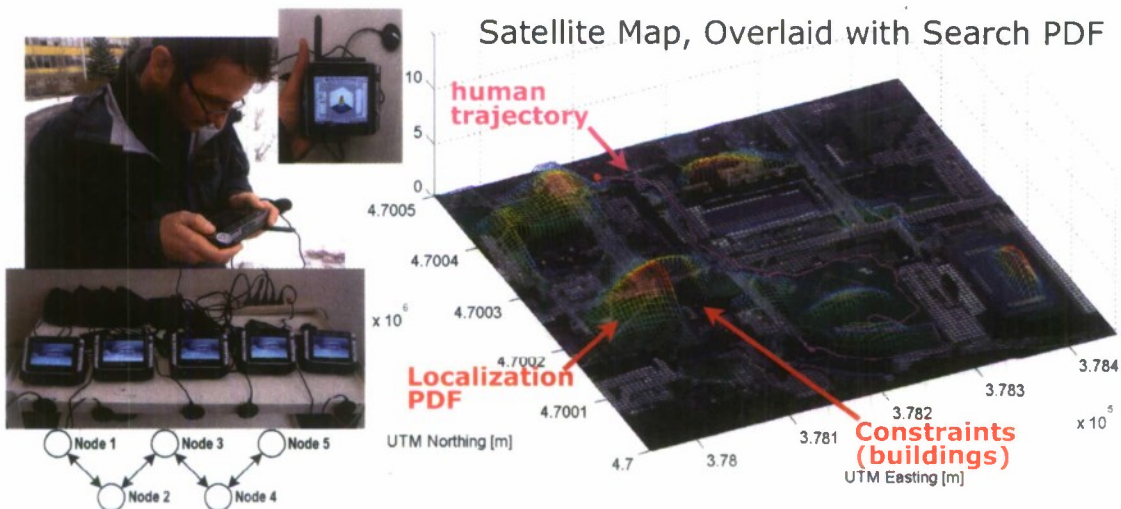 Satellite Map, Overlaid with Search PDF
human
trajectory
10
5
0
4.7005
4.7004
4.7003
4.7002
4.7001
4.7
x 10^6
UTM Northing [m]
Localization
PDF
Constraints
(buildings)
3.78
3.781
3.782
3.783
3.784
x 10^5
UTM Easting [m]
Node 1
Node 3
Node 5
Node 2
Node 4